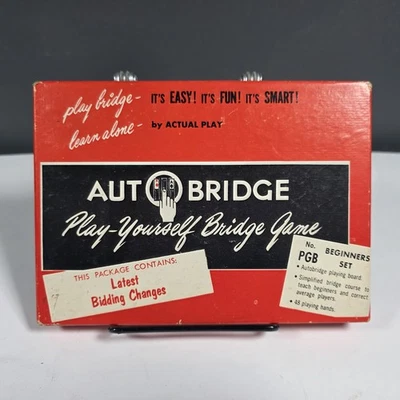 play bridge- IT'S EASY! IT'S FUN! IT'S SMART!
learn alone- by ACTUAL PLAY
AUTOBRIDGE
Play-Yourself Bridge Game
THIS PACKAGE CONTAINS:
Latest
Bidding Changes
No.
PGB
BEGINNERS
SET
• Autobridge playing board
• Simplified bridge course to
teach beginners and correct
average players.
• 48 playing hands.